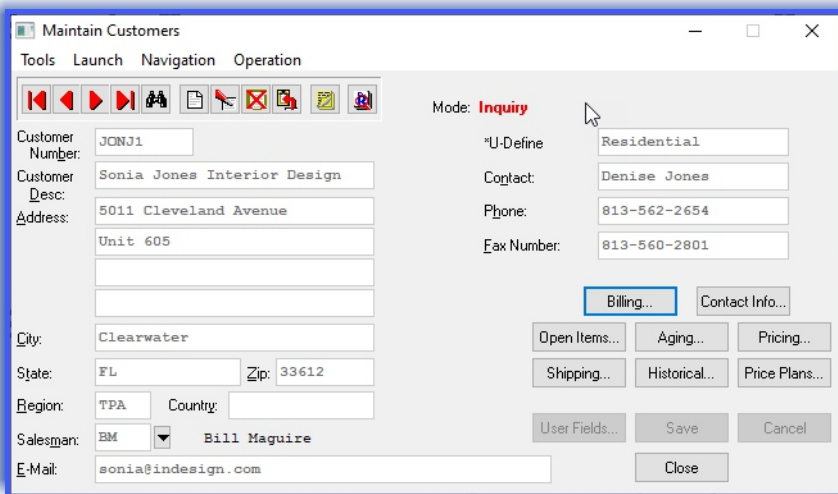 Maintain Customers
Tools Launch Navigation Operation
Mode: Inquiry
Customer Number: JONJ1
Customer Desc: Sonia Jones Interior Design
Address: 5011 Cleveland Avenue
Unit 605
City: Clearwater
State: FL Zip: 33612
Region: TPA Country:
Salesman: BM Bill Maguire
E-Mail: sonia@indesign.com
*U-Define Residential
Contact: Denise Jones
Phone: 813-562-2654
Fax Number: 813-560-2801
Billing... Contact Info...
Open Items... Aging... Pricing...
Shipping... Historical... Price Plans...
User Fields... Save Cancel
Close